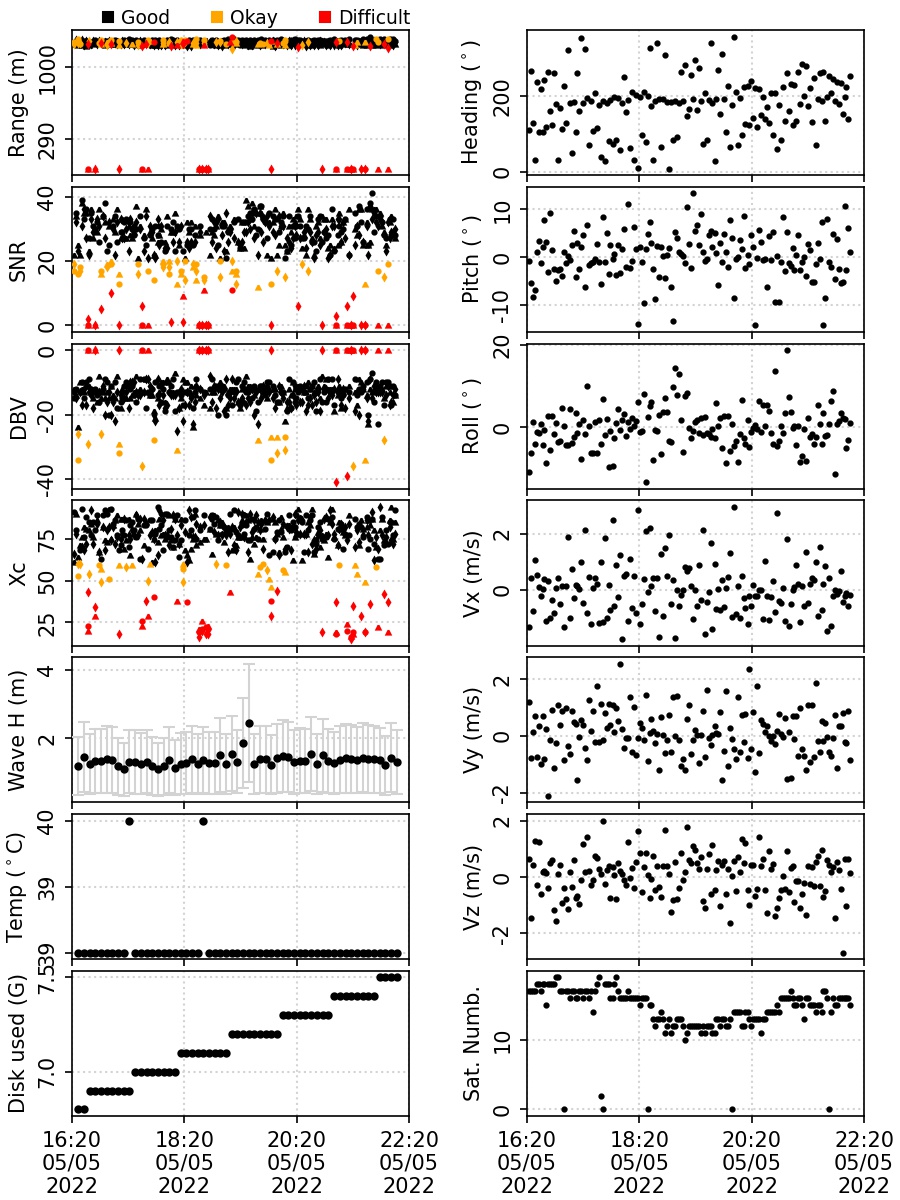 Good Okay Difficult
Range (m)
1000
290
Heading (°)
200
0
SNR
40
20
0
Pitch (°)
10
0
-10
DBV
0
-20
-40
Roll (°)
20
0
Xc
75
50
25
Vx (m/s)
2
0
Wave H (m)
4
2
Vy (m/s)
2
0
-2
Temp (°C)
40
39
39
Vz (m/s)
2
0
-2
Disk used (G)
7.5
7.0
Sat. Numb.
10
0
16:20 18:20 20:20 22:20 16:20 18:20 20:20 22:20
05/05 05/05 05/05 05/05 05/05 05/05 05/05 05/05
2022 2022 2022 2022 2022 2022 2022 2022